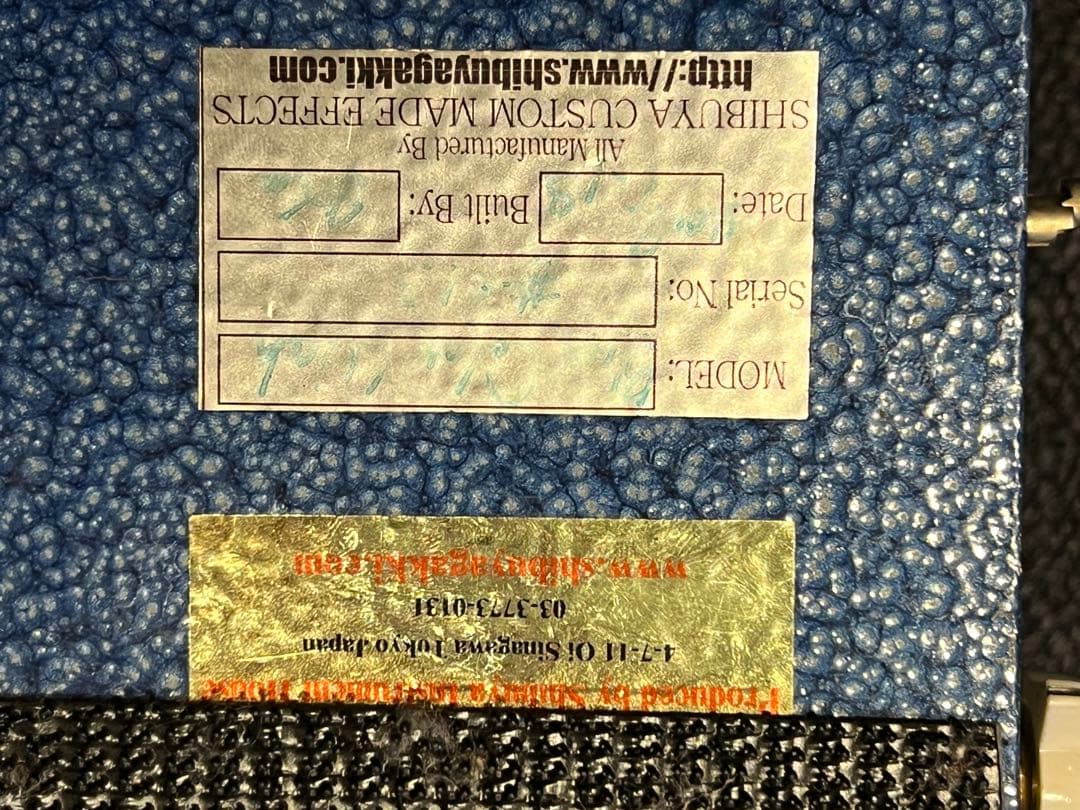 Produced by Shibuya Instrument House
4-7-11 Oi Sinagawa Tokyo Japan
03-3773-0131
www.shibuyagakki.com
MODEL:
Serial No:
Date: Built By:
All Manufactured By
SHIBUYA CUSTOM MADE EFFECTS
http://www.shibuyagakki.com